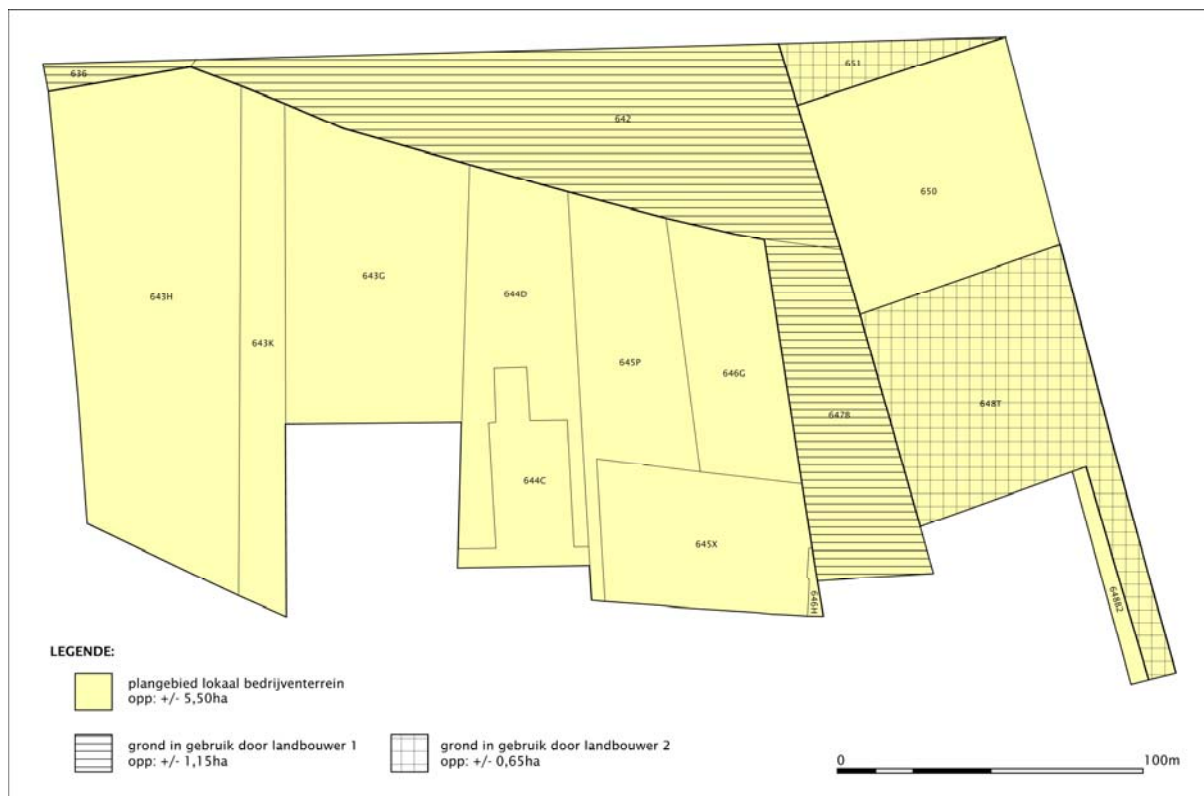 636
651
642
650
643H
643G
644D
643K
645P
646G
647B
648T
644C
645X
646H
648B2
LEGENDE:
plangebied lokaal bedrijventerrein
opp: +/- 5,50ha
grond in gebruik door landbouwer 1
opp: +/- 1,15ha
grond in gebruik door landbouwer 2
opp: +/- 0,65ha
0
100m